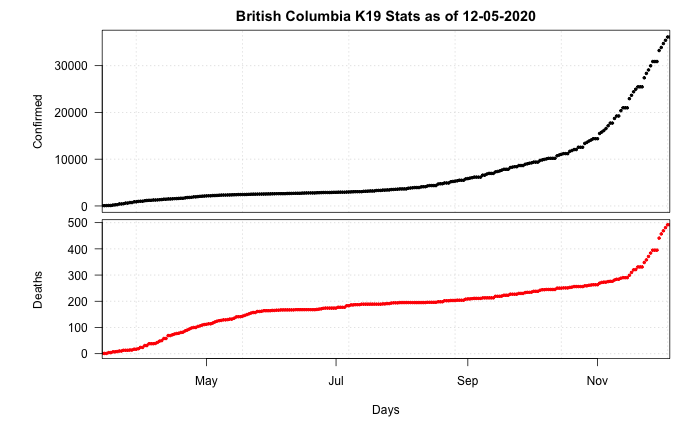 British Columbia K19 Stats as of 12-05-2020
Confirmed
30000
20000
10000
0
Deaths
500
400
300
200
100
0
May Jul Sep Nov
Days